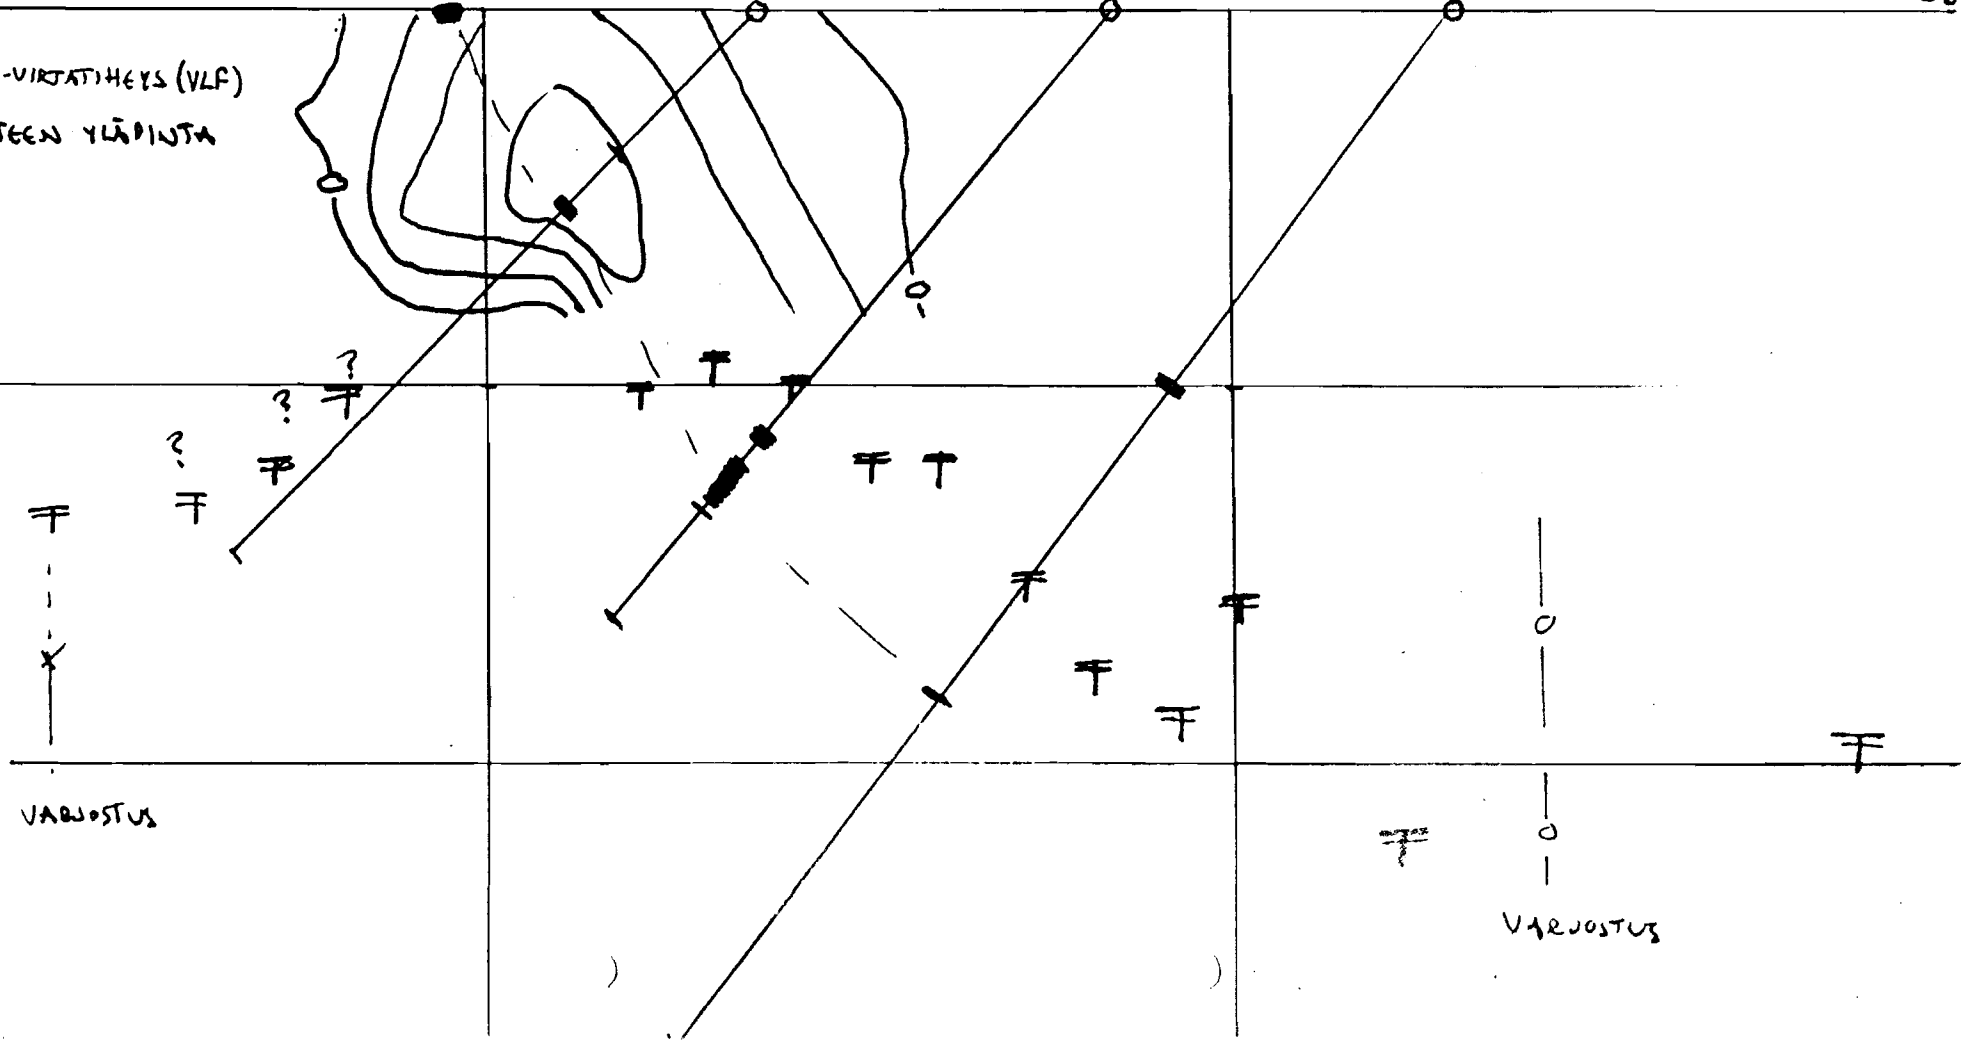 -VIRTATIHEYS (VLF)
TEEN YLÄPINTA
?
?
?
VARJOSTUS
VARJOSTUS